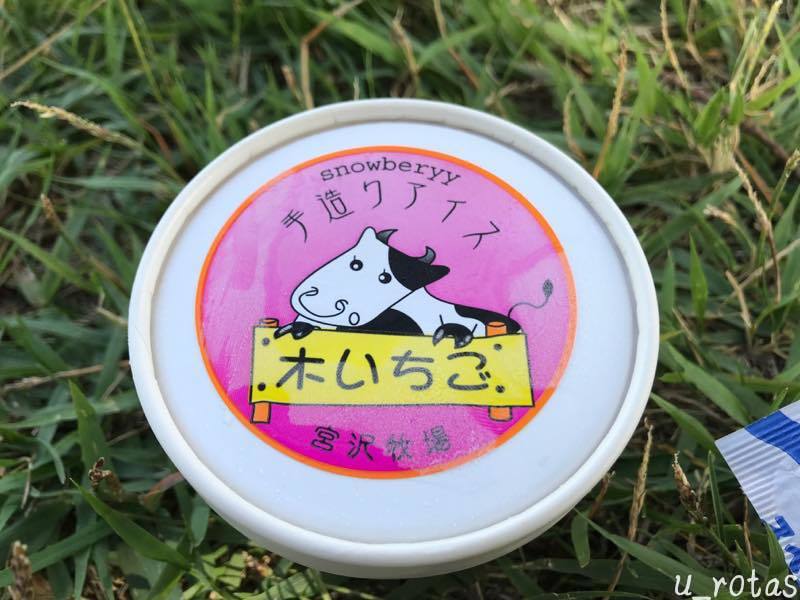 snowberyy
手造りアイス
木いちご
宮沢牧場
u_rotas